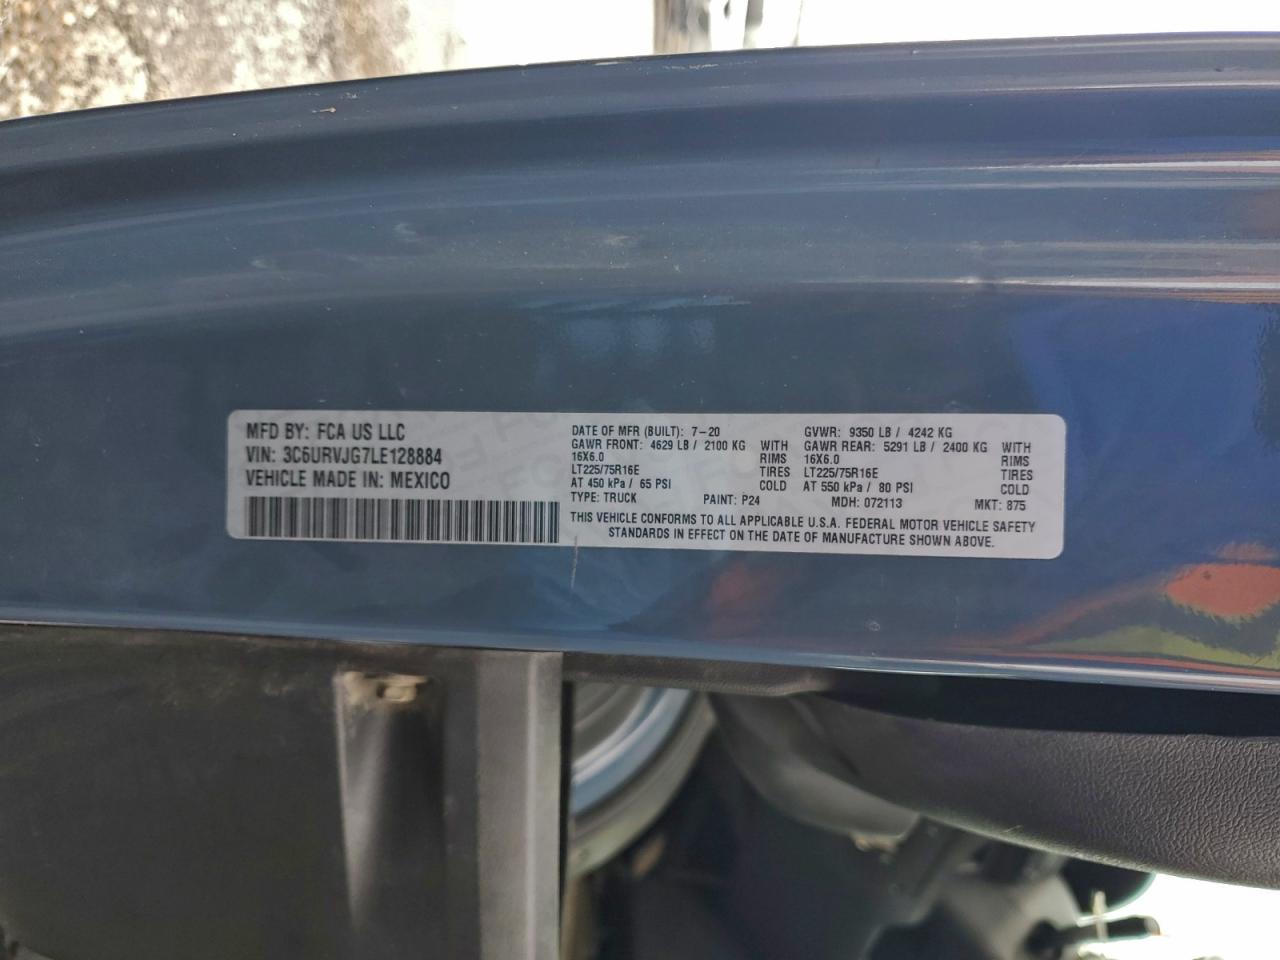 MFD BY: FCA US LLC
VIN: 3C6URVJG7LE128884
VEHICLE MADE IN: MEXICO
DATE OF MFR (BUILT): 7-20
GVWR: 9350 LB / 4242 KG
GAWR FRONT: 4629 LB / 2100 KG WITH
16X6.0 RIMS
LT225/75R16E TIRES
AT 450 kPa / 65 PSI COLD
GAWR REAR: 5291 LB / 2400 KG WITH
16X6.0 RIMS
LT225/75R16E TIRES
AT 550 kPa / 80 PSI COLD
TYPE: TRUCK PAINT: P24 MDH: 072113 MKT: 875
THIS VEHICLE CONFORMS TO ALL APPLICABLE U.S.A. FEDERAL MOTOR VEHICLE SAFETY
STANDARDS IN EFFECT ON THE DATE OF MANUFACTURE SHOWN ABOVE.